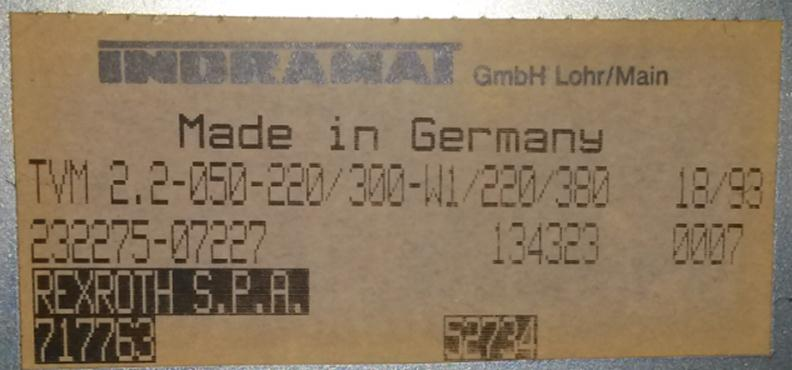 INDRAMAT GmbH Lohr/Main
Made in Germany
TVM 2.2-050-220/300-W1/220/380 18/93
232275-07227 134323 0007
REXROTH S.P.A.
717763 52734